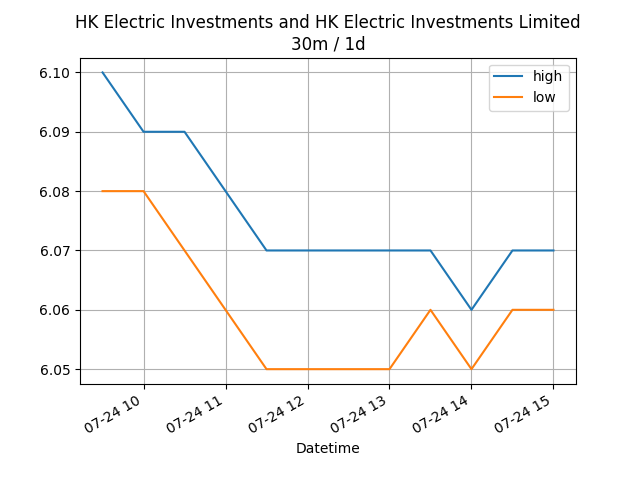 HK Electric Investments and HK Electric Investments Limited
30m / 1d
high
low
6.10
6.09
6.08
6.07
6.06
6.05
07-24 10
07-24 11
07-24 12
07-24 13
07-24 14
07-24 15
Datetime